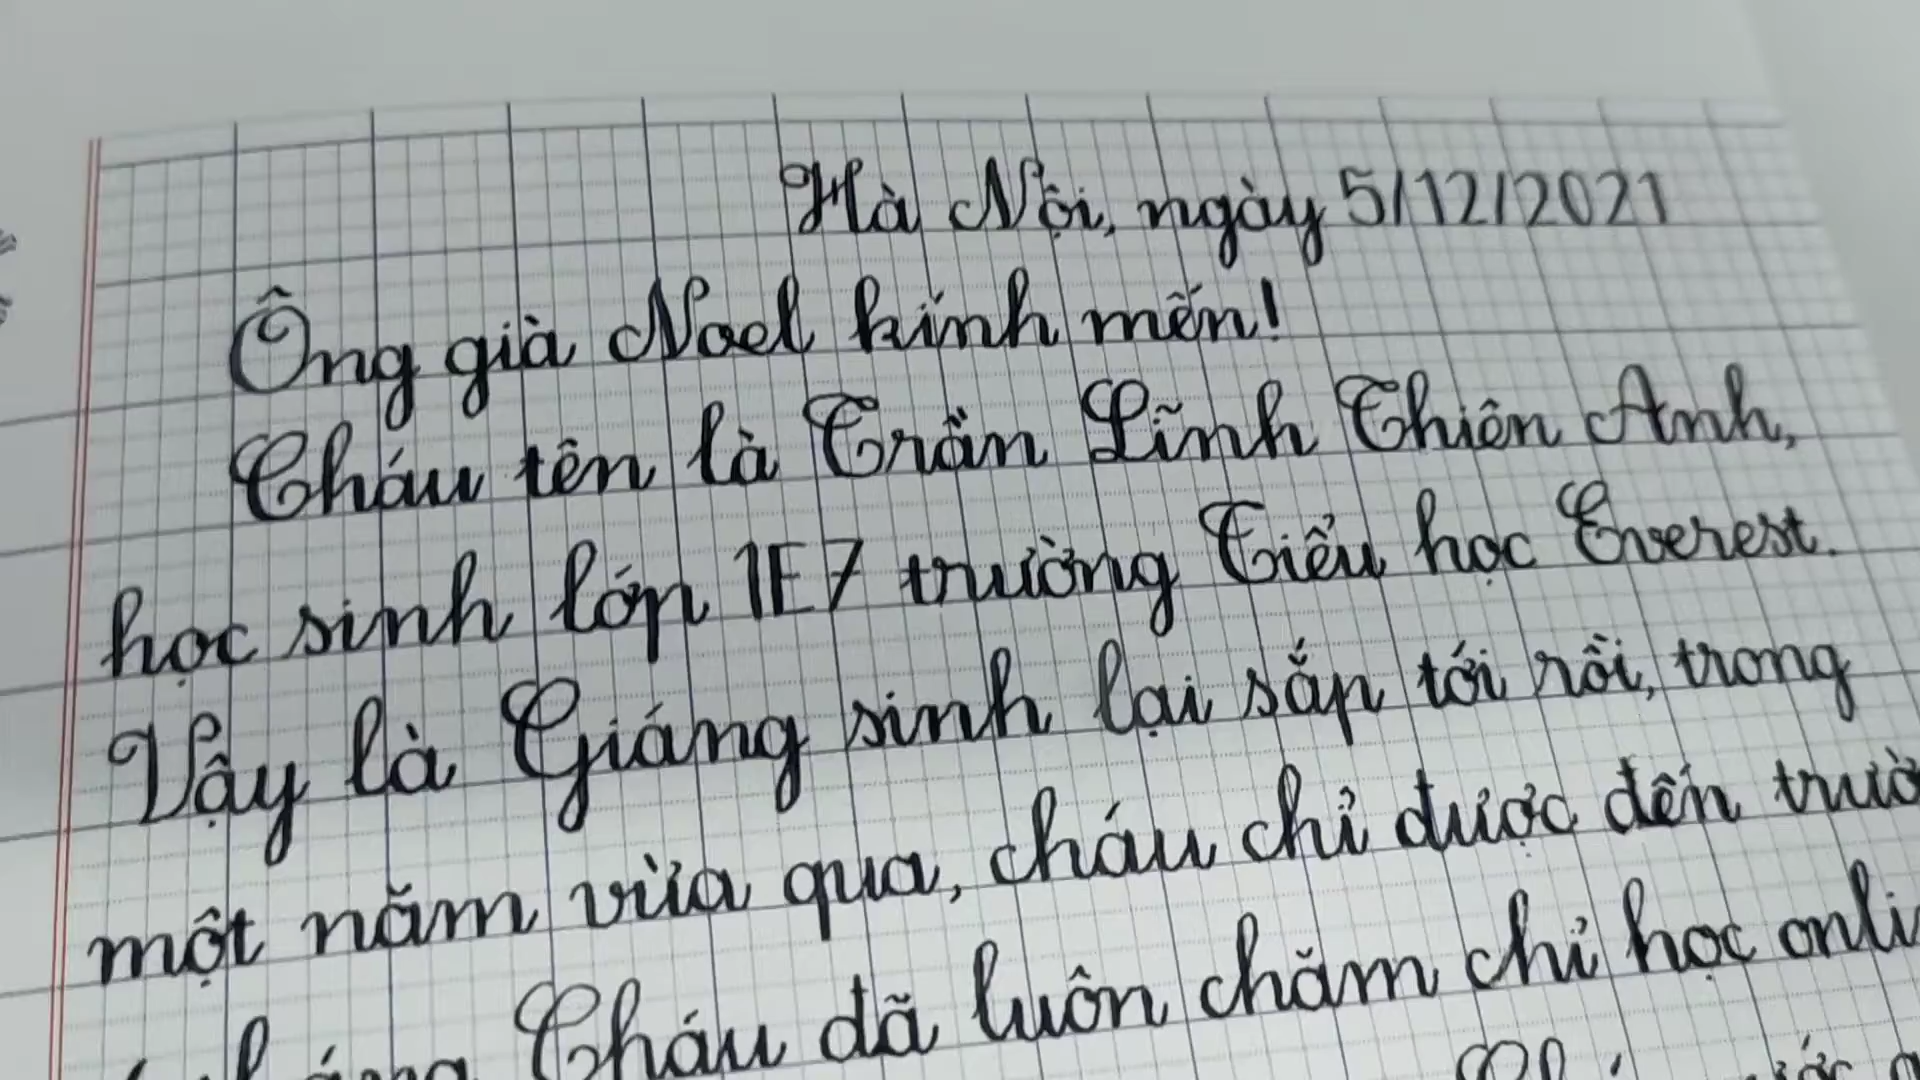 Hà Nội, ngày 5/12/2021
Ông già Noel kính mến!
Cháu tên là Trần Lĩnh Thiên Anh,
học sinh lớp 1E7 trường Tiểu học Everest.
Vậy là Giáng sinh lại sắp tới rồi, trong
một năm vừa qua, cháu chỉ được đến
Cháu đã luôn chăm chỉ học